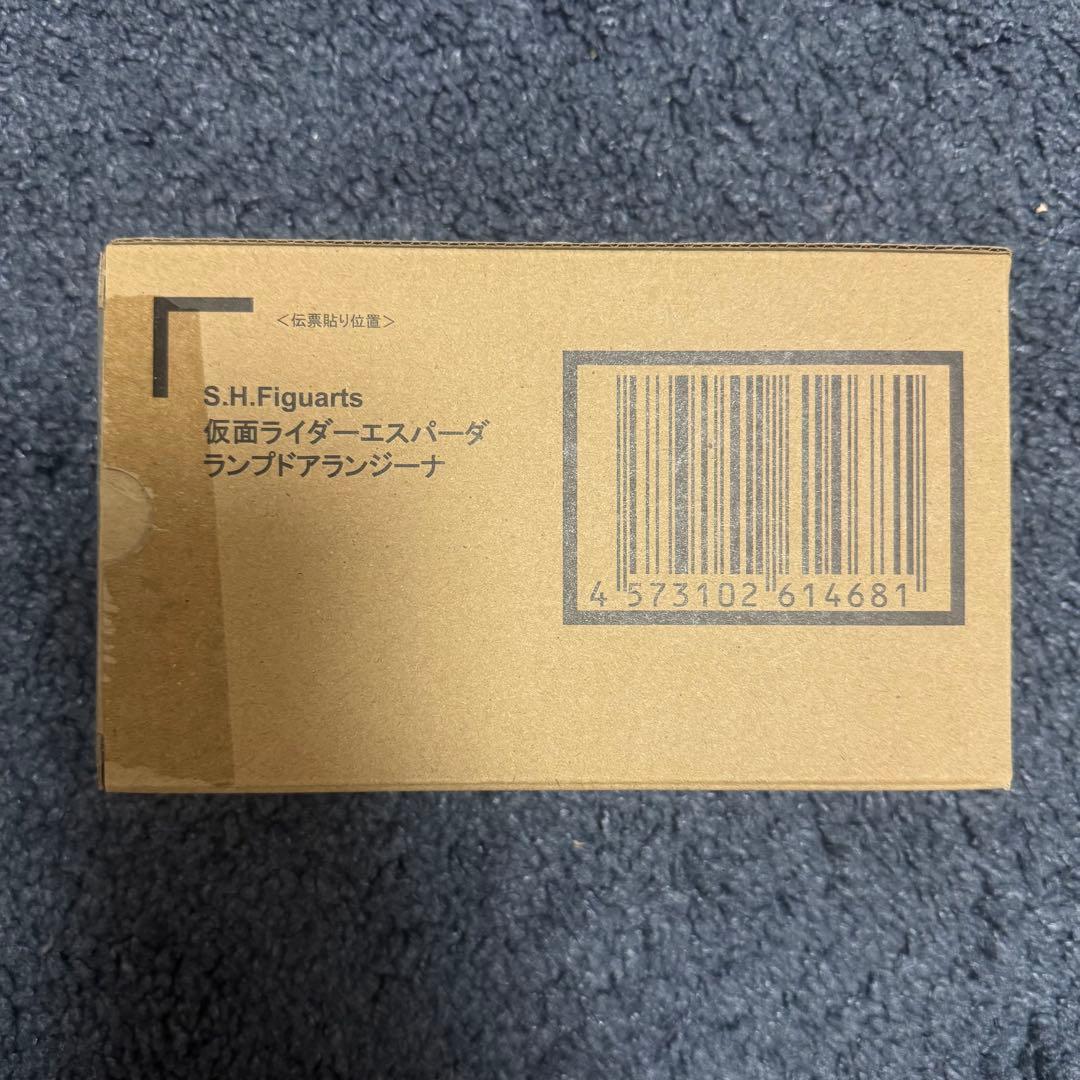 ＜伝票貼り位置＞
S.H.Figuarts
仮面ライダーエスパーダ
ランプドアランジーナ
4 573102 614681